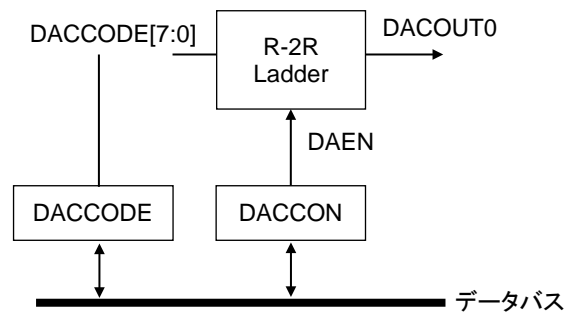 DACCODE[7:0]
R-2R
Ladder
DACOUT0
DAEN
DACCODE
DACCON
データバス